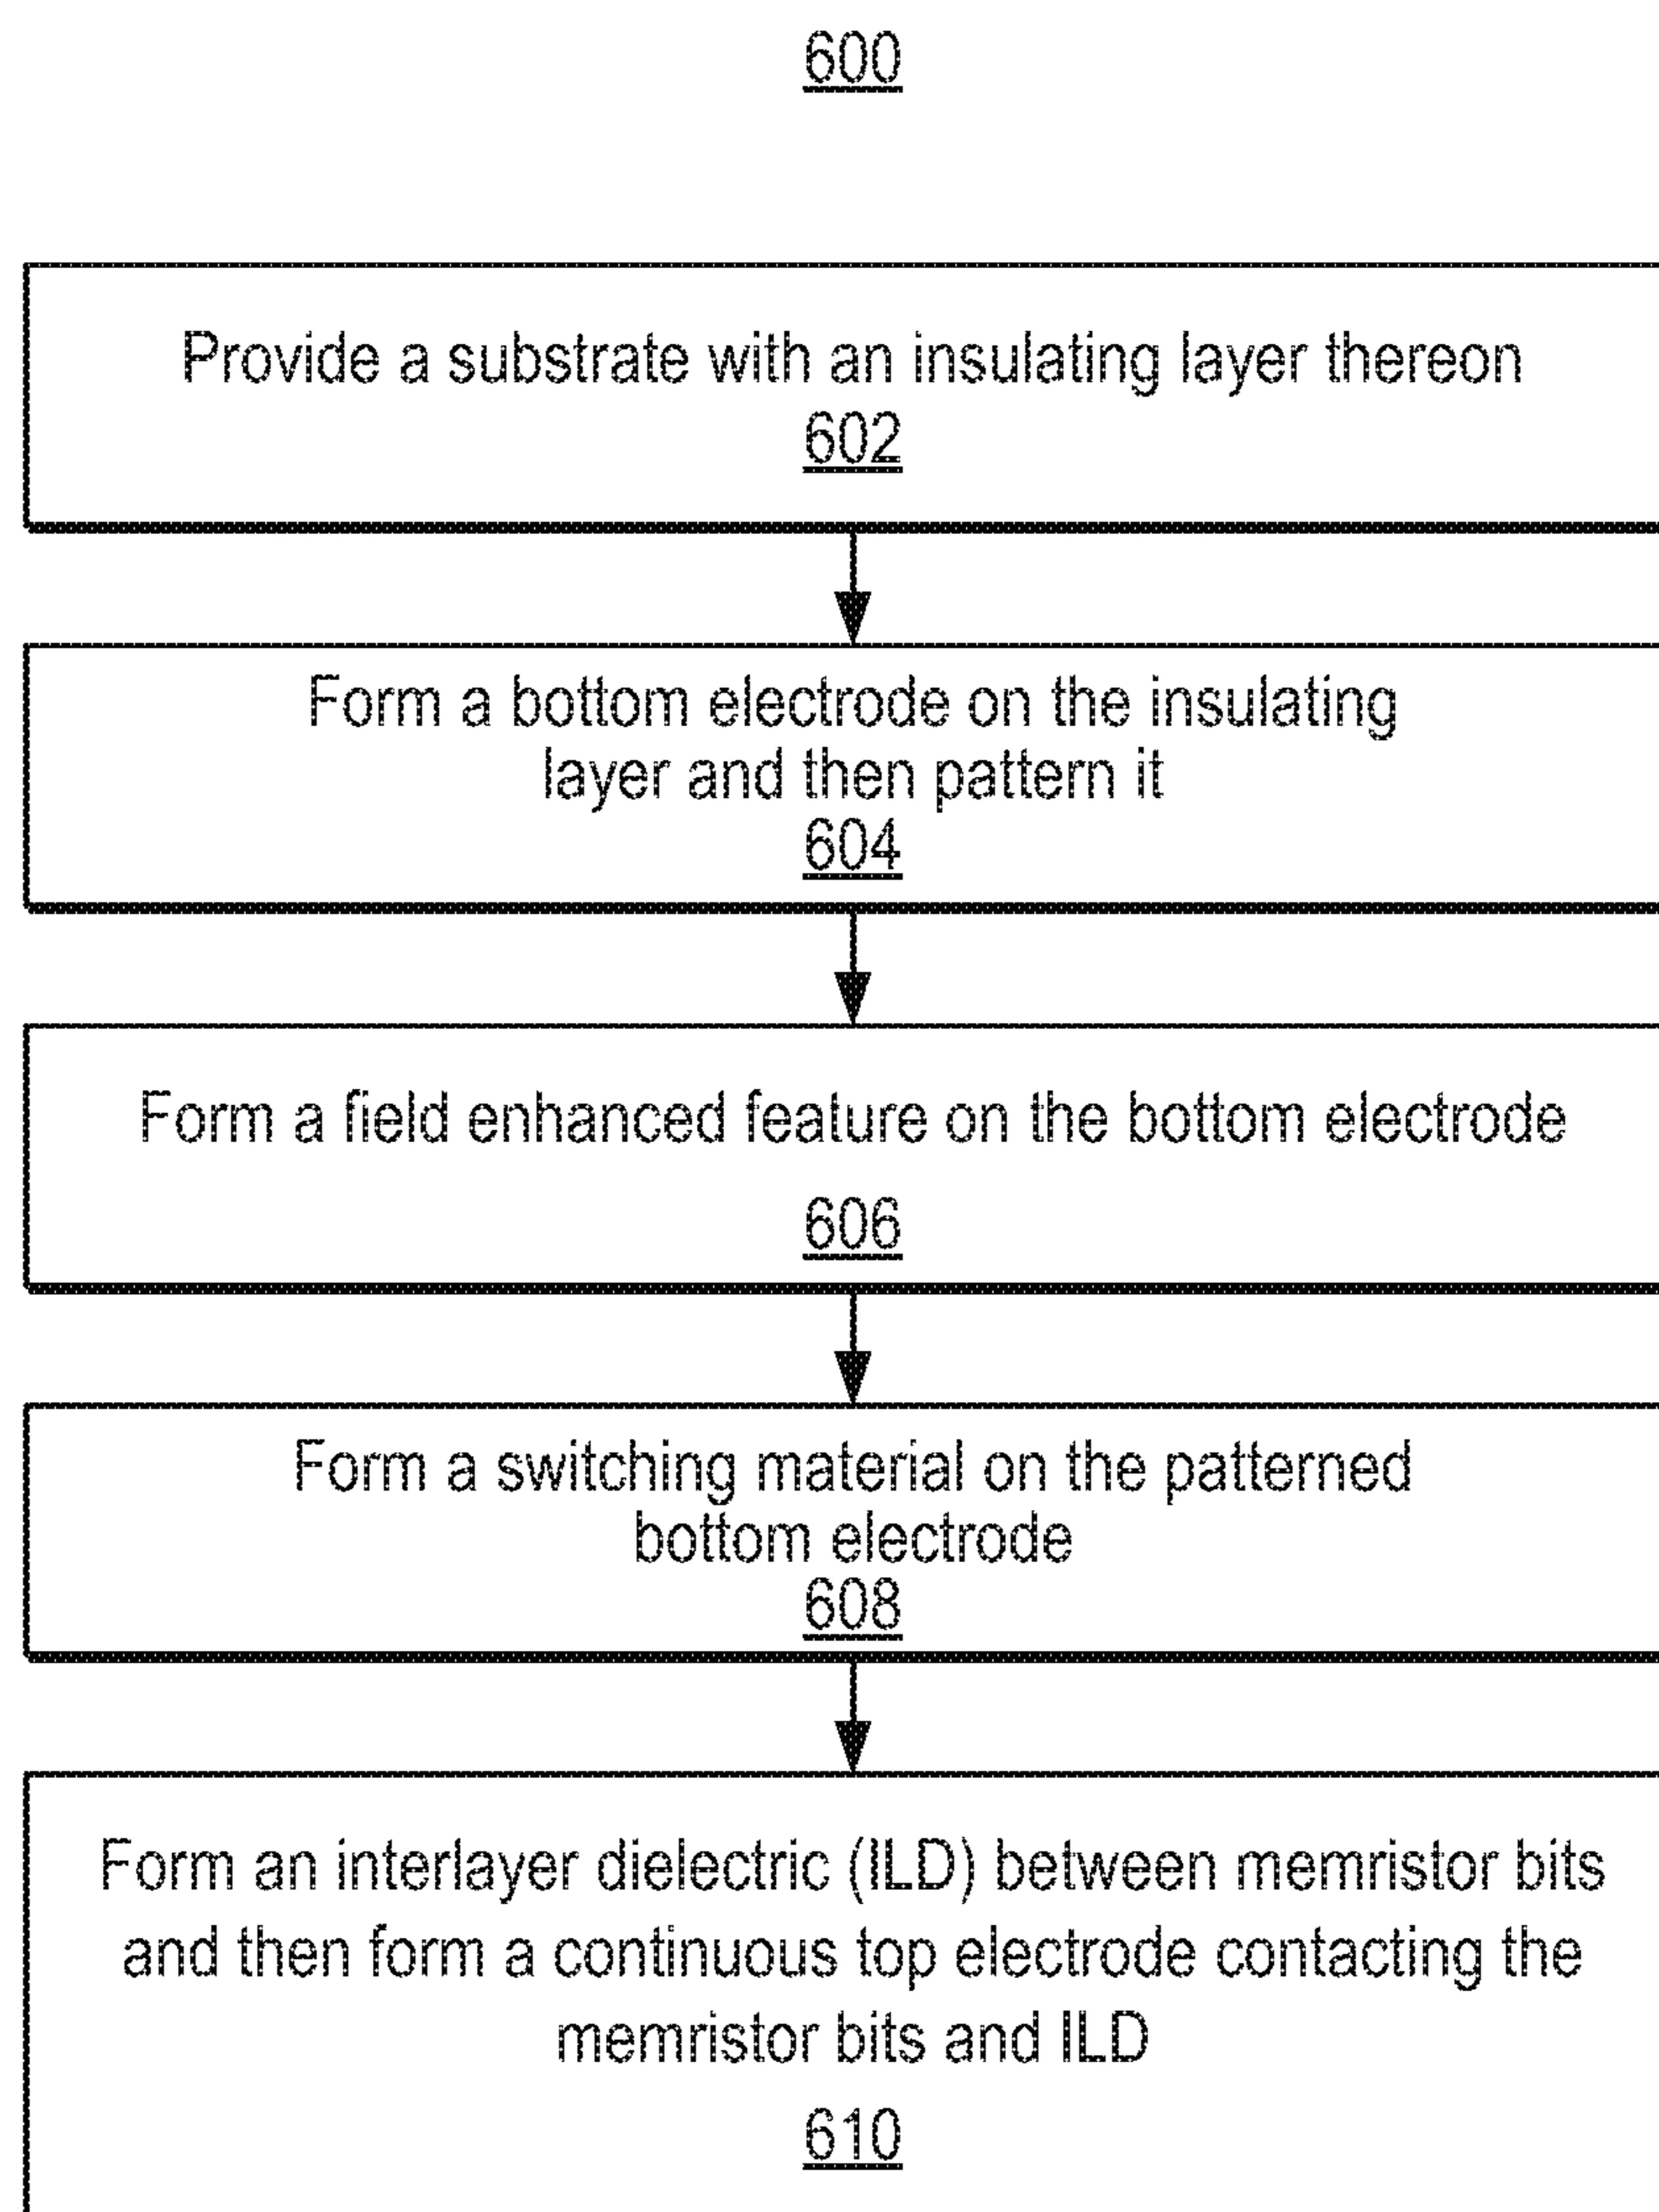 600
Provide a substrate with an insulating layer thereon
602
Form a bottom electrode on the insulating
layer and then pattern it
604
Form a field enhanced feature on the bottom electrode
606
Form a switching material on the patterned
bottom electrode
608
Form an interlayer dielectric (ILD) between memristor bits
and then form a continuous top electrode contacting the
memristor bits and ILD
610